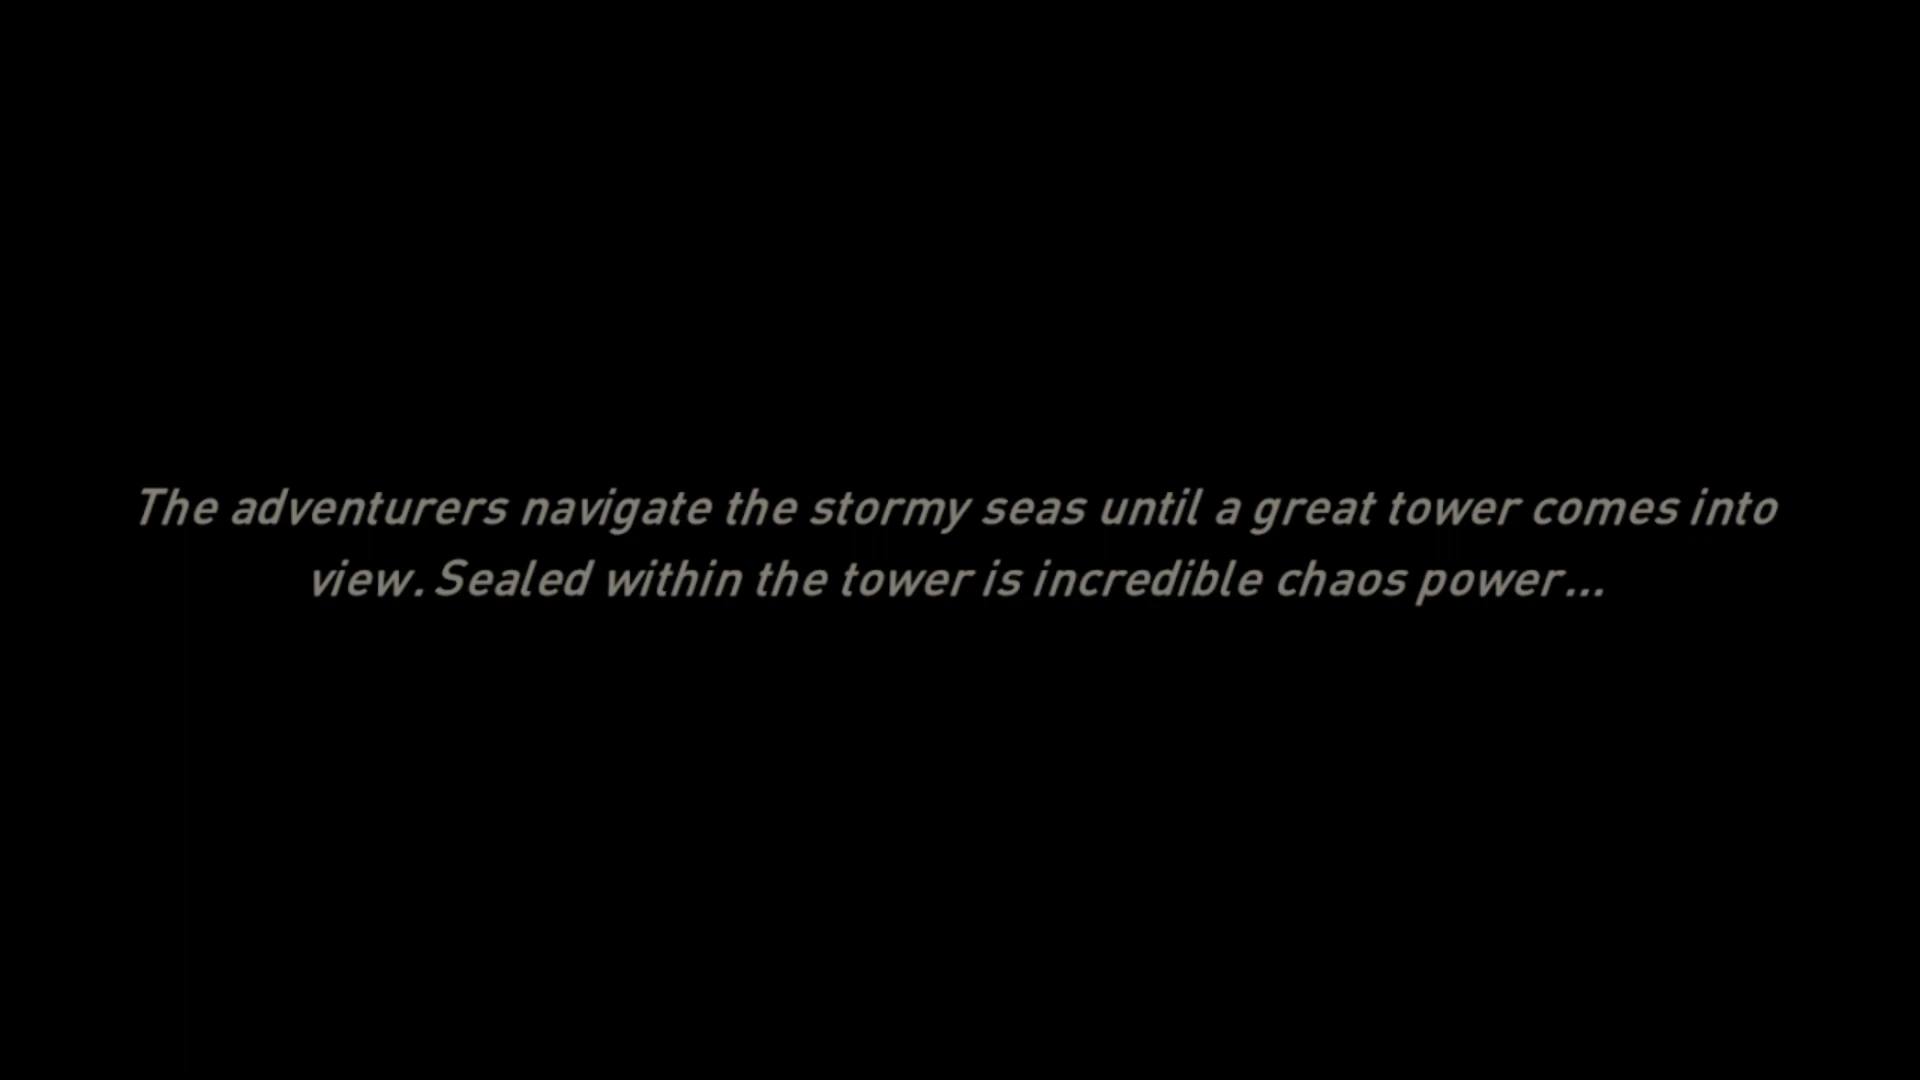 The adventurers navigate the stormy seas until a great tower comes into
view. Sealed within the tower is incredible chaos power...